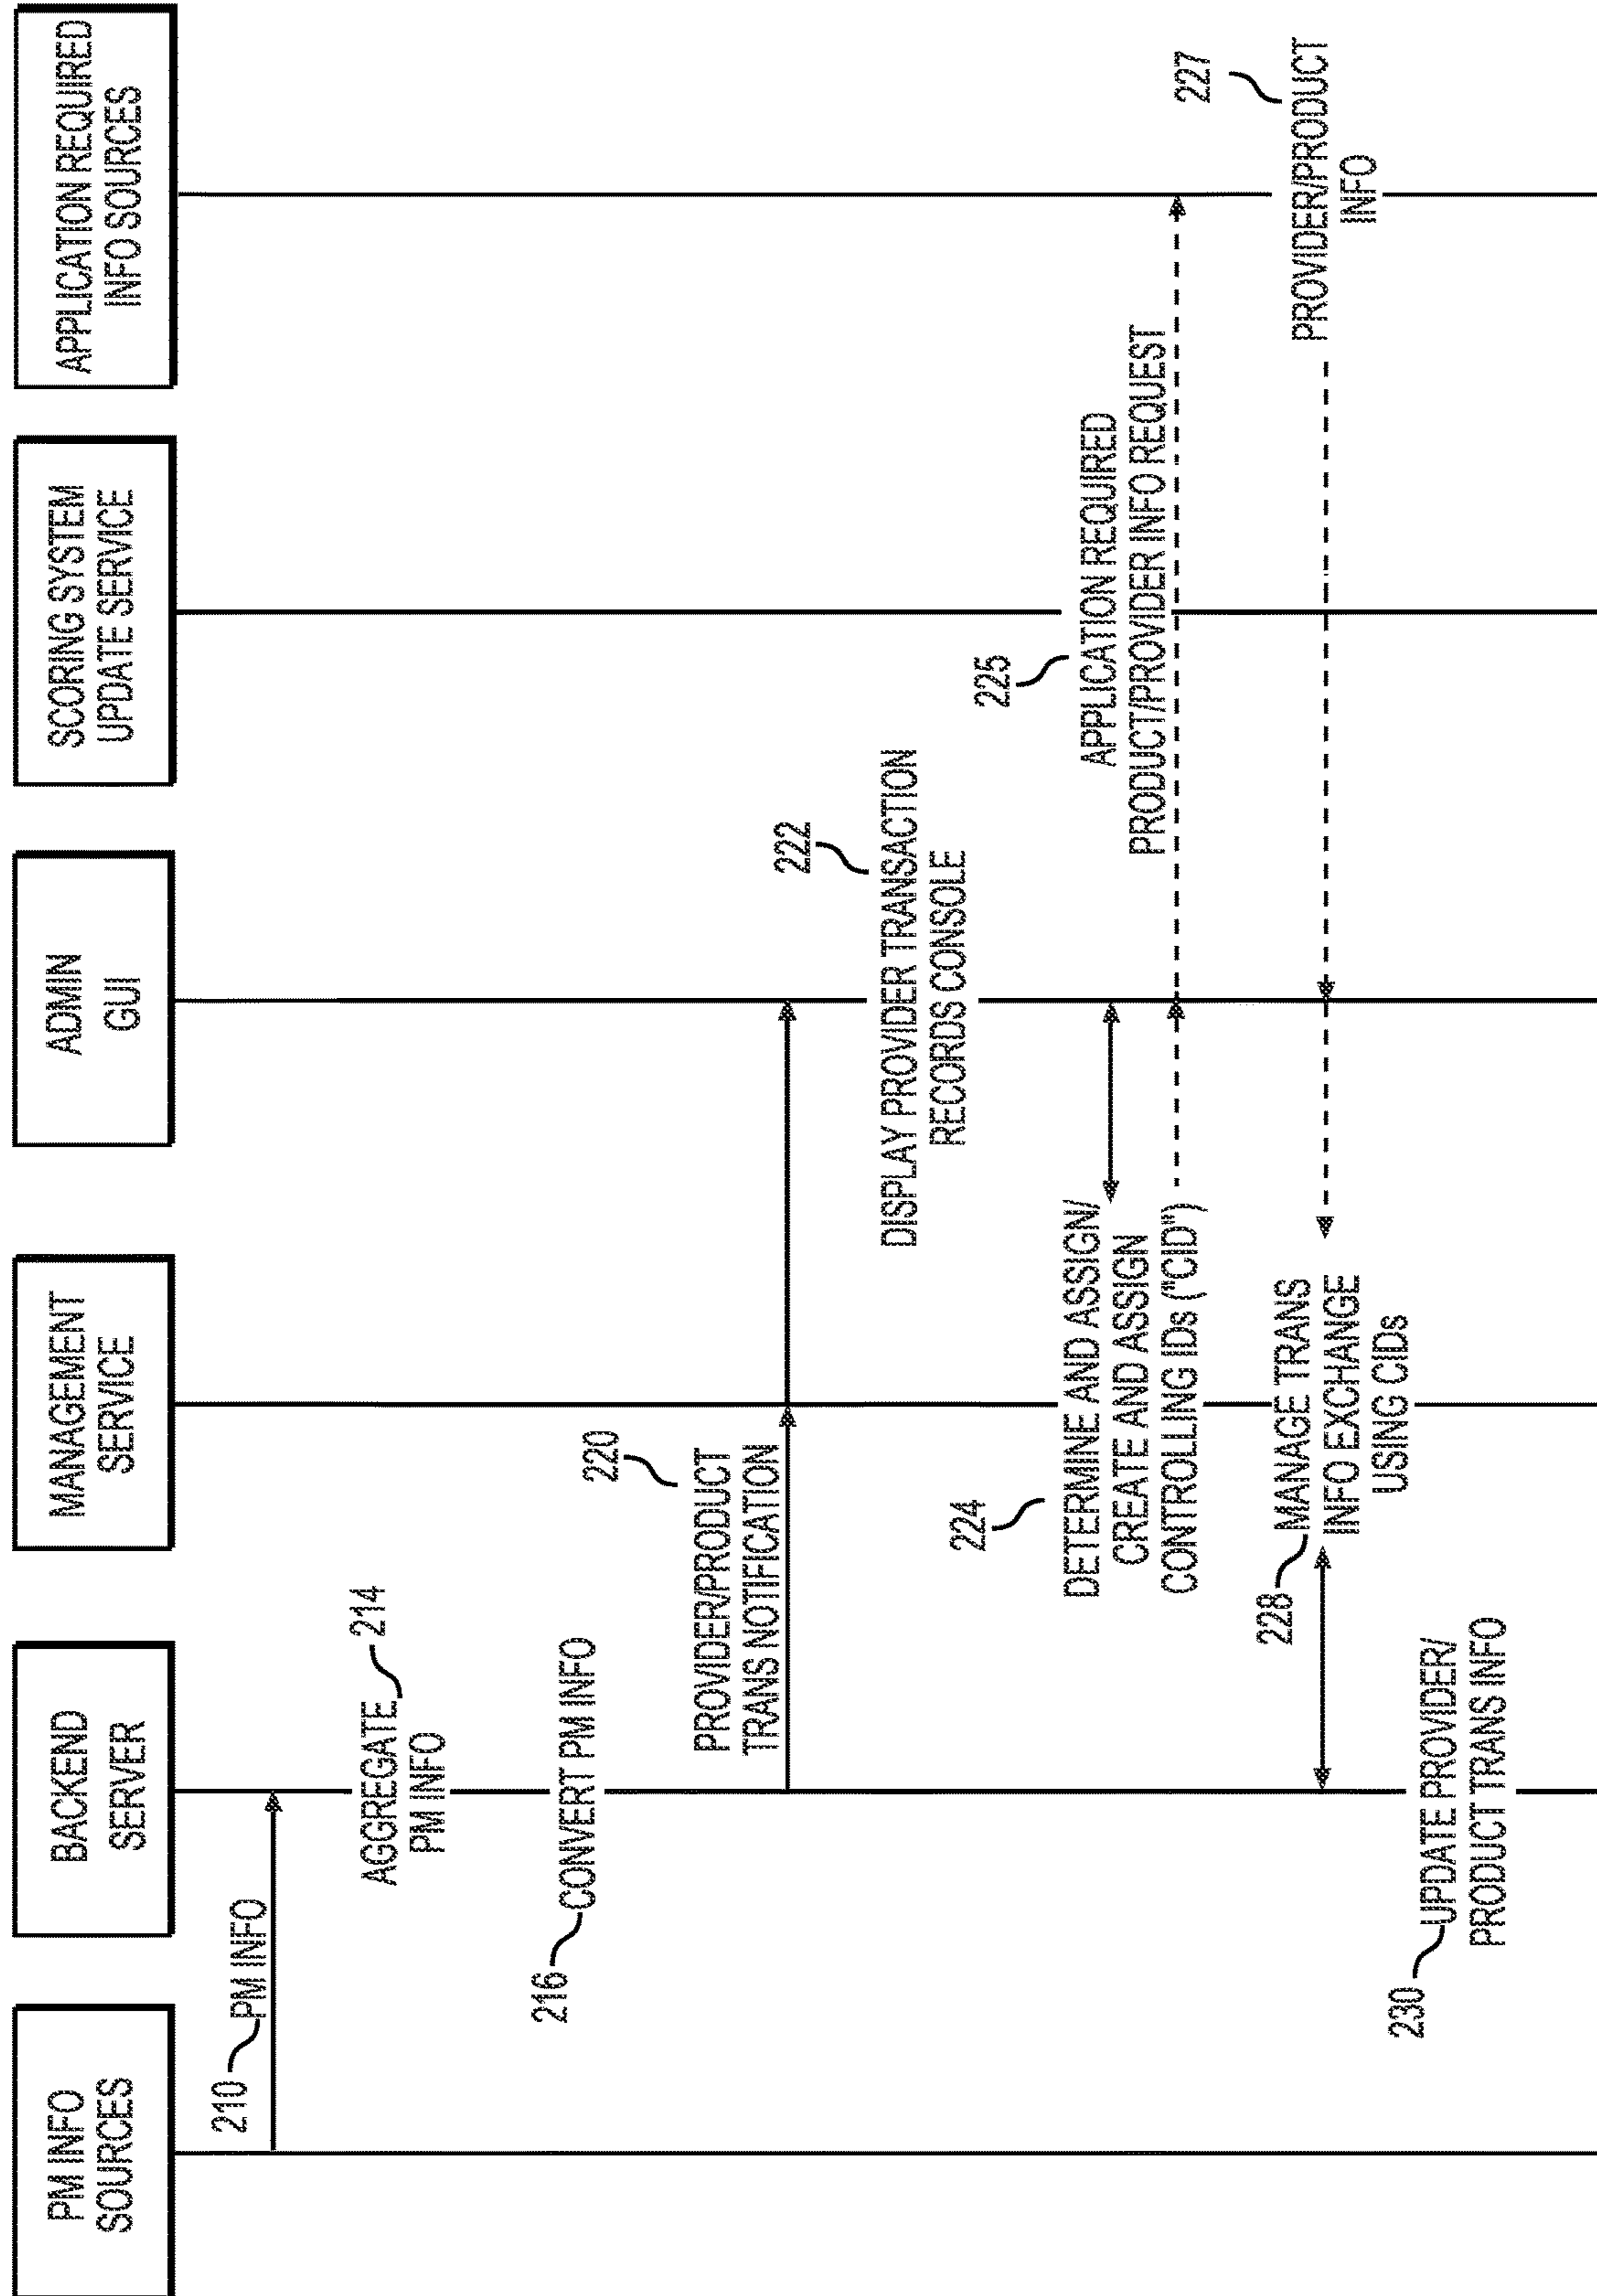 PM INFO
SOURCES
BACKEND
SERVER
MANAGEMENT
SERVICE
ADMIN
GUI
SCORING SYSTEM
UPDATE SERVICE
APPLICATION REQUIRED
INFO SOURCES
210
PM INFO
AGGREGATE
PM INFO
214
216
CONVERT PM INFO
220
PROVIDER/PRODUCT
TRANS NOTIFICATION
222
DISPLAY PROVIDER TRANSACTION
RECORDS CONSOLE
224
DETERMINE AND ASSIGN/
CREATE AND ASSIGN
CONTROLLING IDs ("CID")
225
APPLICATION REQUIRED
PRODUCT/PROVIDER INFO REQUEST
227
PROVIDER/PRODUCT
INFO
228
MANAGE TRANS
INFO EXCHANGE
USING CIDs
230
UPDATE PROVIDER/
PRODUCT TRANS INFO